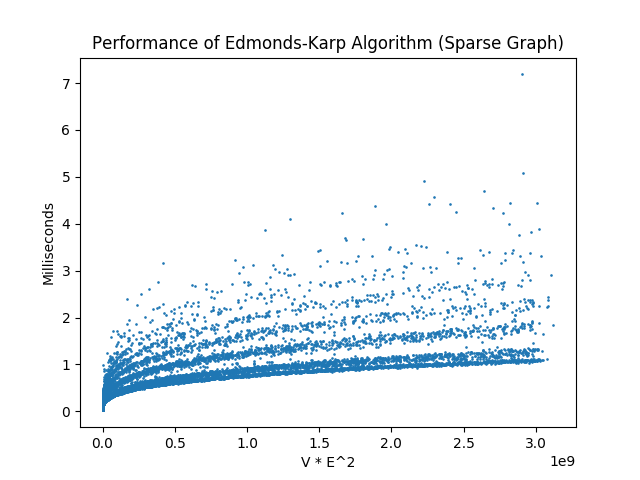 Performance of Edmonds-Karp Algorithm (Sparse Graph)
Milliseconds
7
6
5
4
3
2
1
0
0.0 0.5 1.0 1.5 2.0 2.5 3.0
1e9
V * E^2